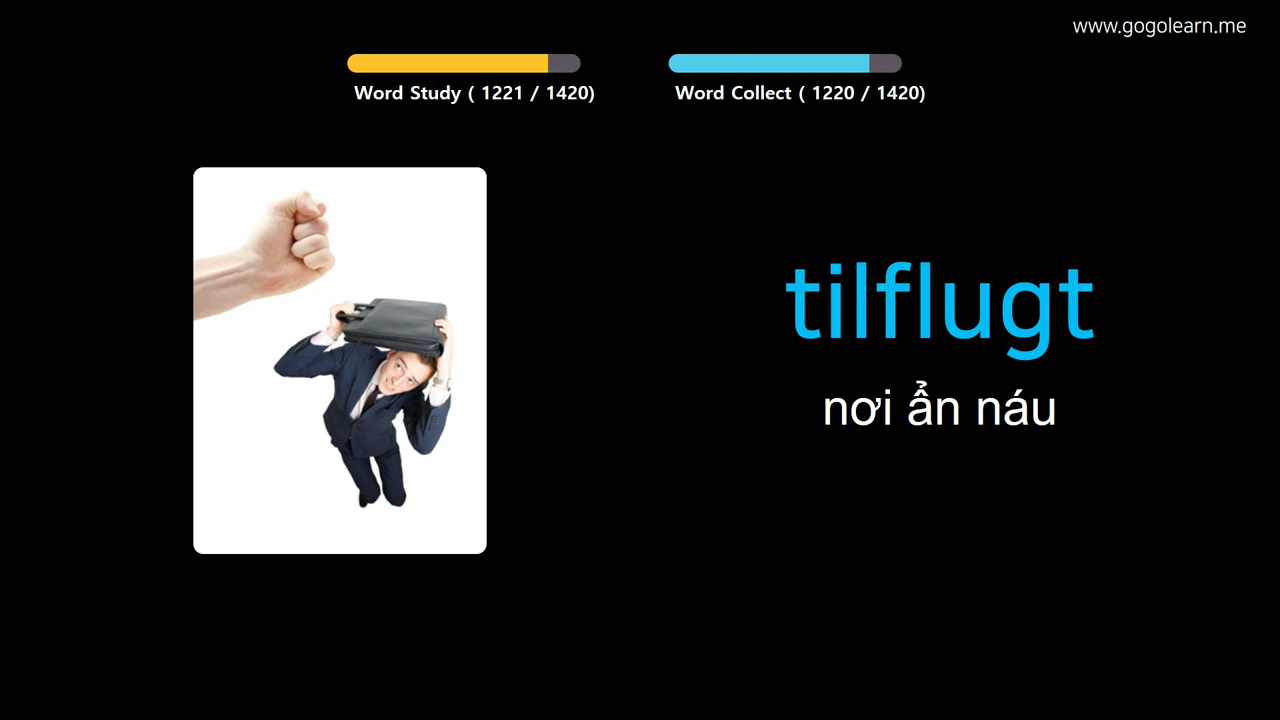 www.gogolearn.me
Word Study ( 1221 / 1420)
Word Collect ( 1220 / 1420)
tilflugt
nơi ẩn náu